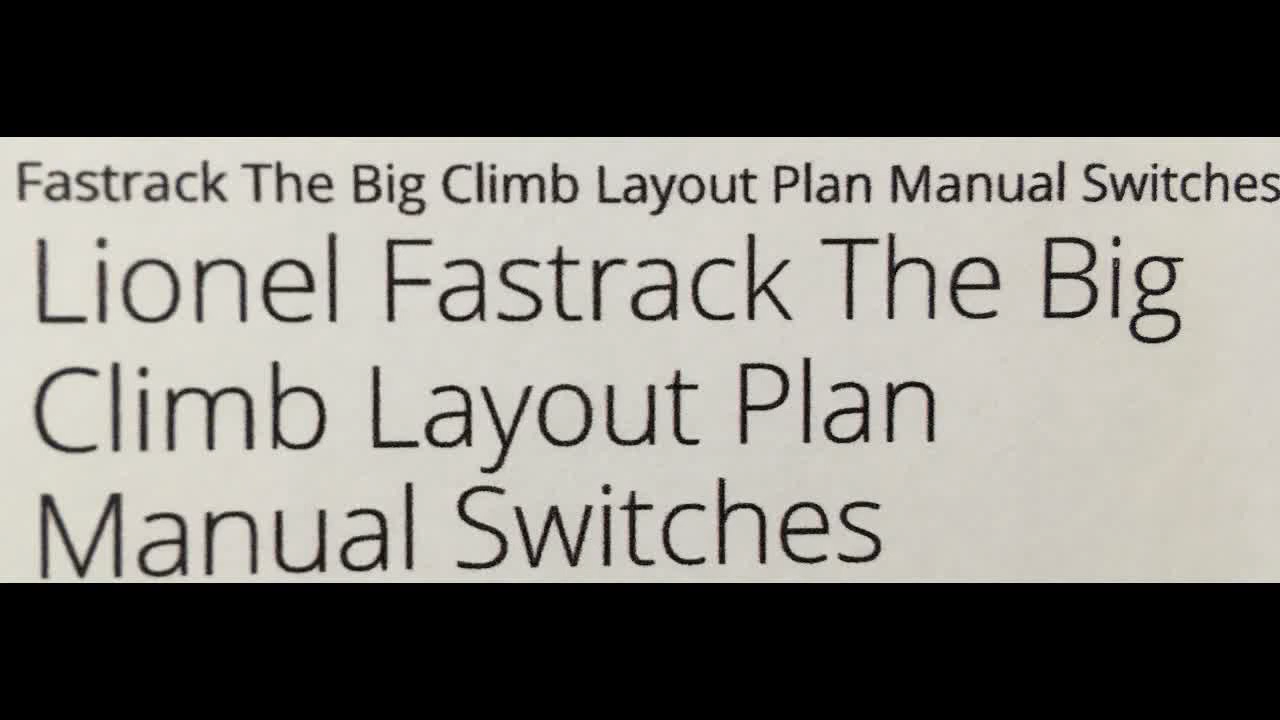 Fastrack The Big Climb Layout Plan Manual Switches
Lionel Fastrack The Big
Climb Layout Plan
Manual Switches